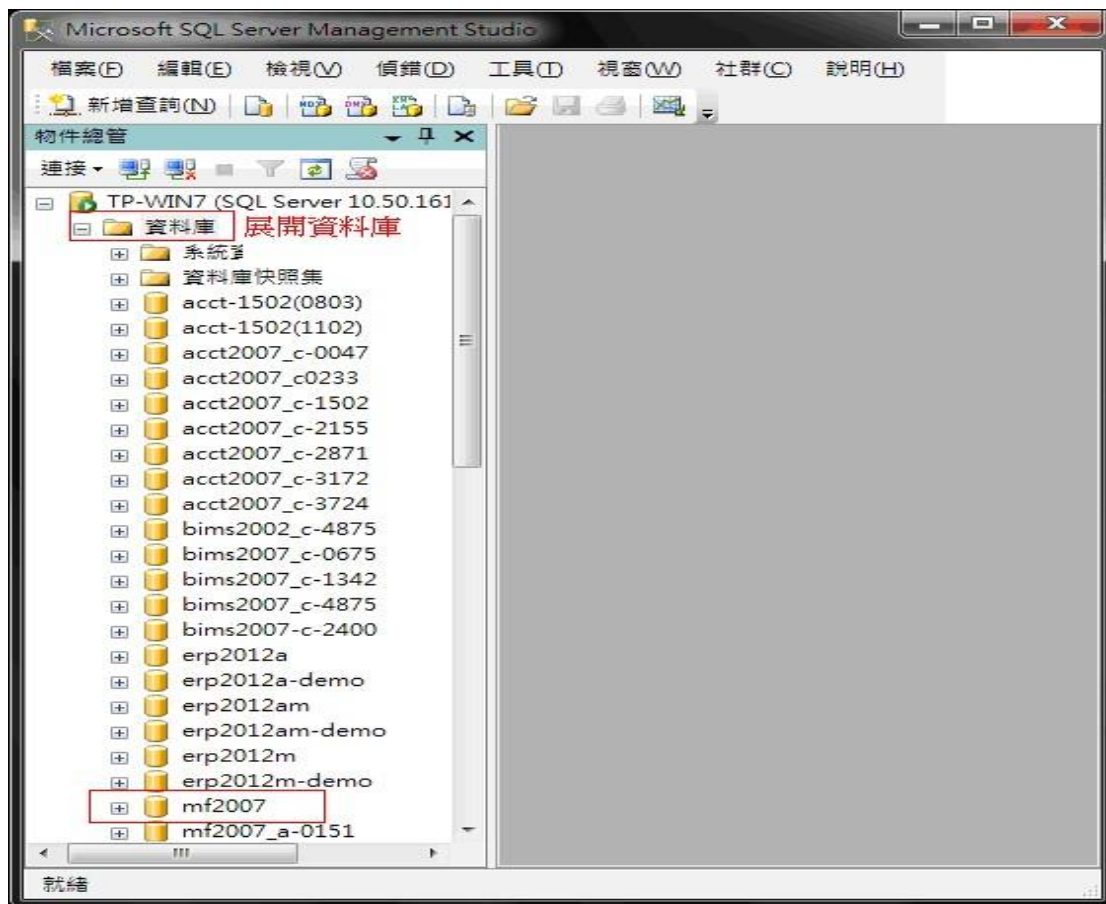 Microsoft SQL Server Management Studio
檔案(F) 編輯(E) 檢視(V) 偵錯(D) 工具(T) 視窗(W) 社群(C) 說明(H)
新增查詢(N)
物件總管
連接
TP-WIN7 (SQL Server 10.50.161
資料庫 展開資料庫
系統資
資料庫快照集
acct-1502(0803)
acct-1502(1102)
acct2007_c-0047
acct2007_c0233
acct2007_c-1502
acct2007_c-2155
acct2007_c-2871
acct2007_c-3172
acct2007_c-3724
bims2002_c-4875
bims2007_c-0675
bims2007_c-1342
bims2007_c-4875
bims2007-c-2400
erp2012a
erp2012a-demo
erp2012am
erp2012am-demo
erp2012m
erp2012m-demo
mf2007
mf2007_a-0151
就緒